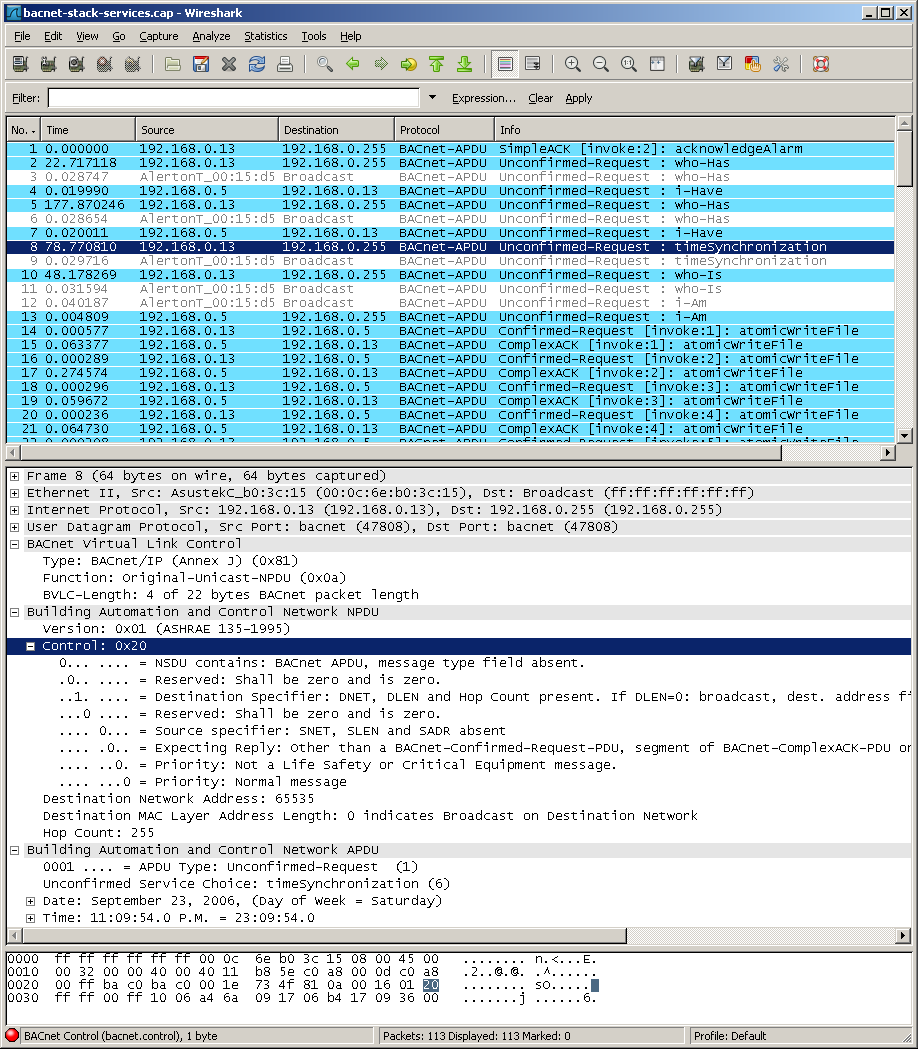 bacnet-stack-services.cap - Wireshark
File Edit View Go Capture Analyze Statistics Tools Help
Filter: Expression... Clear Apply
No. Time Source Destination Protocol Info
1 0.000000 192.168.0.13 192.168.0.255 BACnet-APDU SimpleACK [invoke:2]: acknowledgeAlarm
2 22.717118 192.168.0.13 192.168.0.255 BACnet-APDU Unconfirmed-Request : who-Has
3 0.028747 AlertonT_00:15:d5 Broadcast BACnet-APDU Unconfirmed-Request : who-Has
4 0.019990 192.168.0.5 192.168.0.13 BACnet-APDU Unconfirmed-Request : i-Have
5 177.870246 192.168.0.13 192.168.0.255 BACnet-APDU Unconfirmed-Request : who-Has
6 0.028654 AlertonT_00:15:d5 Broadcast BACnet-APDU Unconfirmed-Request : who-Has
7 0.020011 192.168.0.5 192.168.0.13 BACnet-APDU Unconfirmed-Request : i-Have
8 78.770810 192.168.0.13 192.168.0.255 BACnet-APDU Unconfirmed-Request : timeSynchronization
9 0.029716 AlertonT_00:15:d5 Broadcast BACnet-APDU Unconfirmed-Request : timeSynchronization
10 48.178269 192.168.0.13 192.168.0.255 BACnet-APDU Unconfirmed-Request : who-Is
11 0.031594 AlertonT_00:15:d5 Broadcast BACnet-APDU Unconfirmed-Request : who-Is
12 0.040187 AlertonT_00:15:d5 Broadcast BACnet-APDU Unconfirmed-Request : i-Am
13 0.004809 192.168.0.5 192.168.0.255 BACnet-APDU Unconfirmed-Request : i-Am
14 0.000577 192.168.0.13 192.168.0.5 BACnet-APDU Confirmed-Request [invoke:1]: atomicWriteFile
15 0.063377 192.168.0.5 192.168.0.13 BACnet-APDU ComplexACK [invoke:1]: atomicWriteFile
16 0.000289 192.168.0.13 192.168.0.5 BACnet-APDU Confirmed-Request [invoke:2]: atomicWriteFile
17 0.274574 192.168.0.5 192.168.0.13 BACnet-APDU ComplexACK [invoke:2]: atomicWriteFile
18 0.000296 192.168.0.13 192.168.0.5 BACnet-APDU Confirmed-Request [invoke:3]: atomicWriteFile
19 0.059672 192.168.0.5 192.168.0.13 BACnet-APDU ComplexACK [invoke:3]: atomicWriteFile
20 0.000236 192.168.0.13 192.168.0.5 BACnet-APDU Confirmed-Request [invoke:4]: atomicWriteFile
21 0.064730 192.168.0.5 192.168.0.13 BACnet-APDU ComplexACK [invoke:4]: atomicWriteFile
Frame 8 (64 bytes on wire, 64 bytes captured)
Ethernet II, Src: AsustekC_b0:3c:15 (00:0c:6e:b0:3c:15), Dst: Broadcast (ff:ff:ff:ff:ff:ff)
Internet Protocol, Src: 192.168.0.13 (192.168.0.13), Dst: 192.168.0.255 (192.168.0.255)
User Datagram Protocol, Src Port: bacnet (47808), Dst Port: bacnet (47808)
BACnet Virtual Link Control
Type: BACnet/IP (Annex J) (0x81)
Function: Original-Unicast-NPDU (0x0a)
BVLC-Length: 4 of 22 bytes BACnet packet length
Building Automation and Control Network NPDU
Version: 0x01 (ASHRAE 135-1995)
Control: 0x20
0... .... = NSDU contains: BACnet APDU, message type field absent.
.0.. .... = Reserved: Shall be zero and is zero.
..1. .... = Destination Specifier: DNET, DLEN and Hop Count present. If DLEN=0: broadcast, dest. address
...0 .... = Reserved: Shall be zero and is zero.
.... 0... = Source specifier: SNET, SLEN and SADR absent
.... .0.. = Expecting Reply: Other than a BACnet-Confirmed-Request-PDU, segment of BACnet-ComplexACK-PDU
.... ..0. = Priority: Not a Life Safety or Critical Equipment message.
.... ...0 = Priority: Normal message
Destination Network Address: 65535
Destination MAC Layer Address Length: 0 indicates Broadcast on Destination Network
Hop Count: 255
Building Automation and Control Network APDU
0001 .... = APDU Type: Unconfirmed-Request (1)
Unconfirmed Service Choice: timeSynchronization (6)
Date: September 23, 2006, (Day of Week = Saturday)
Time: 11:09:54.0 P.M. = 23:09:54.0
0000 ff ff ff ff ff ff 00 0c 6e b0 3c 15 08 00 45 00 ........ n.<...E.
0010 00 32 00 00 40 00 40 11 b8 5e c0 a8 00 0d c0 a8 .2..@.@. .^......
0020 00 ff ba c0 ba c0 00 1e 73 4f 81 0a 00 16 01 20 ........ sO.....
0030 ff ff 00 ff 10 06 a4 6a 09 17 06 b4 17 09 36 00 .......j ......6.
BACnet Control (bacnet.control), 1 byte Packets: 113 Displayed: 113 Marked: 0 Profile: Default